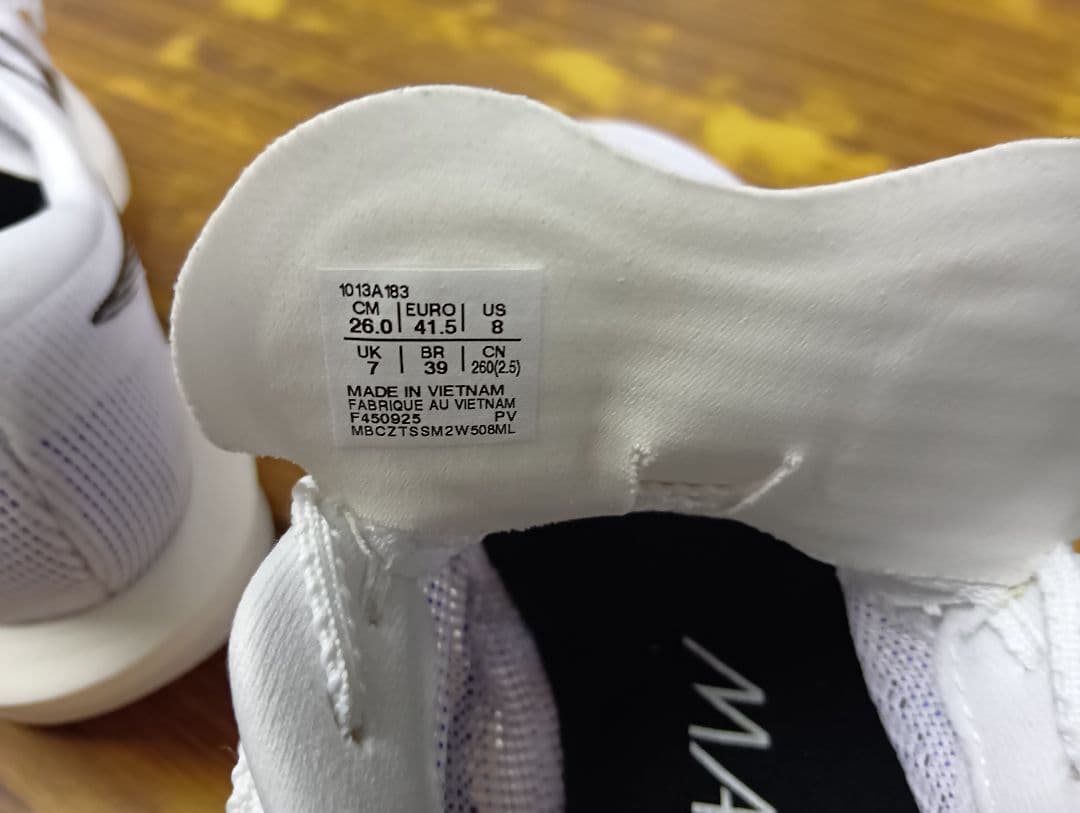 1013A183
CM | EURO | US
26.0 | 41.5 | 8
UK | BR | CN
7 | 39 | 260(2.5)
MADE IN VIETNAM
FABRIQUE AU VIETNAM
F450925 PV
MBCZTSSM2W508ML
MA